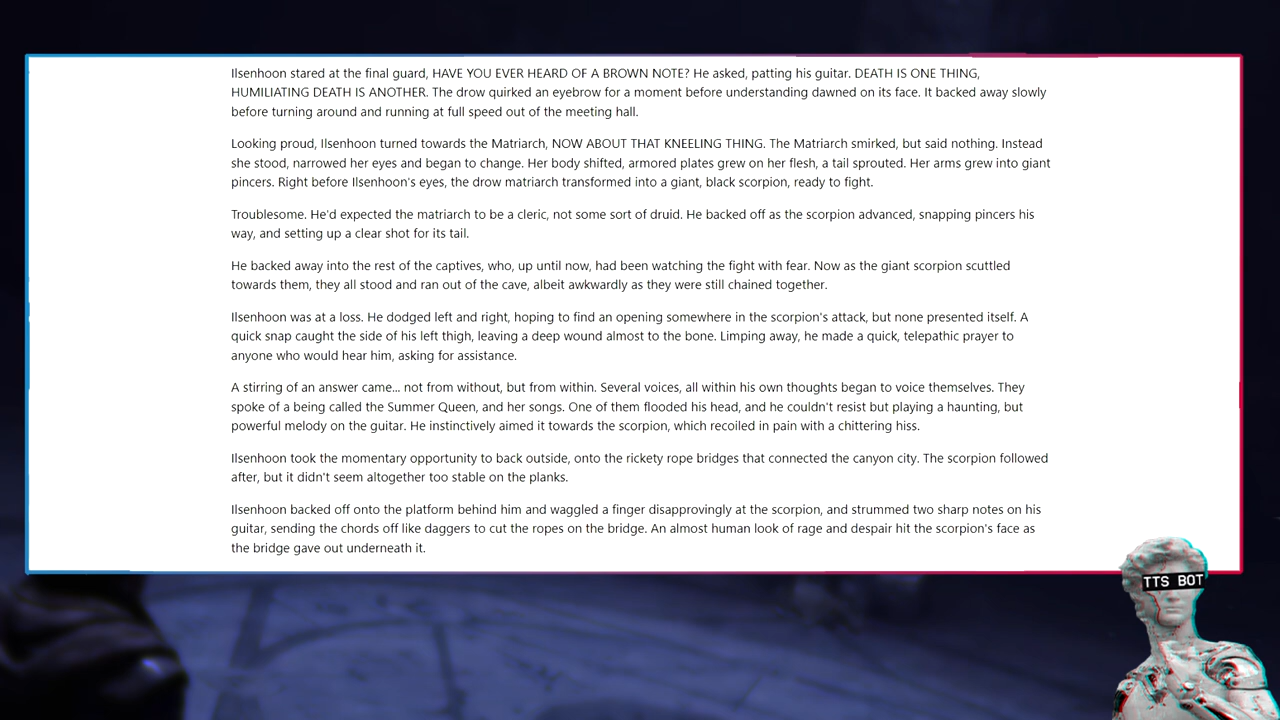 Ilsenhoon stared at the final guard, HAVE YOU EVER HEARD OF A BROWN NOTE? He asked, patting his guitar. DEATH IS ONE THING,
HUMILIATING DEATH IS ANOTHER. The drow quirked an eyebrow for a moment before understanding dawned on its face. It backed away slowly
before turning around and running at full speed out of the meeting hall.
Looking proud, Ilsenhoon turned towards the Matriarch, NOW ABOUT THAT KNEELING THING. The Matriarch smirked, but said nothing. Instead
she stood, narrowed her eyes and began to change. Her body shifted, armored plates grew on her flesh, a tail sprouted. Her arms grew into giant
pincers. Right before Ilsenhoon's eyes, the drow matriarch transformed into a giant, black scorpion, ready to fight.
Troublesome. He'd expected the matriarch to be a cleric, not some sort of druid. He backed off as the scorpion advanced, snapping pincers his
way, and setting up a clear shot for its tail.
He backed away into the rest of the captives, who, up until now, had been watching the fight with fear. Now as the giant scorpion scuttled
towards them, they all stood and ran out of the cave, albeit awkwardly as they were still chained together.
Ilsenhoon was at a loss. He dodged left and right, hoping to find an opening somewhere in the scorpion's attack, but none presented itself. A
quick snap caught the side of his left thigh, leaving a deep wound almost to the bone. Limping away, he made a quick, telepathic prayer to
anyone who would hear him, asking for assistance.
A stirring of an answer came... not from without, but from within. Several voices, all within his own thoughts began to voice themselves. They
spoke of a being called the Summer Queen, and her songs. One of them flooded his head, and he couldn't resist but playing a haunting, but
powerful melody on the guitar. He instinctively aimed it towards the scorpion, which recoiled in pain with a chittering hiss.
Ilsenhoon took the momentary opportunity to back outside, onto the rickety rope bridges that connected the canyon city. The scorpion followed
after, but it didn't seem altogether too stable on the planks.
Ilsenhoon backed off onto the platform behind him and waggled a finger disapprovingly at the scorpion, and strummed two sharp notes on his
guitar, sending the chords off like daggers to cut the ropes on the bridge. An almost human look of rage and despair hit the scorpion's face as
the bridge gave out underneath it.
TTS BOT